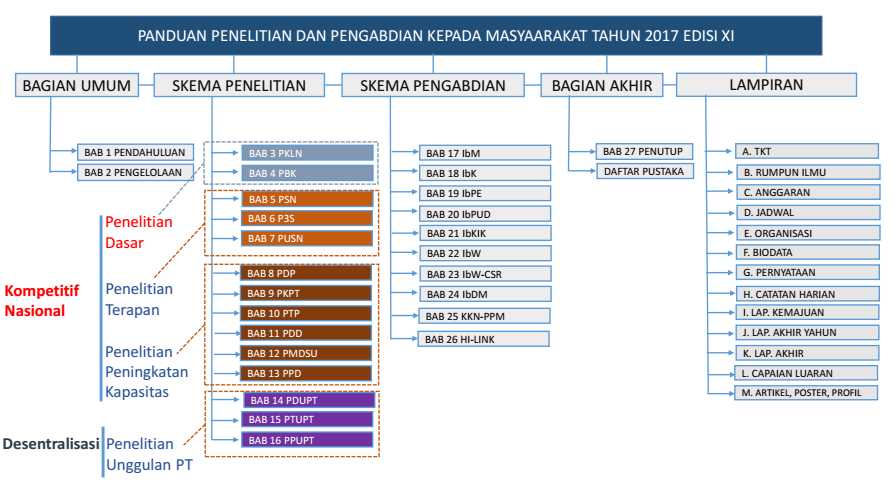 PANDUAN PENELITIAN DAN PENGABDIAN KEPADA MASYAARAKAT TAHUN 2017 EDISI XI
BAGIAN UMUM
SKEMA PENELITIAN
SKEMA PENGABDIAN
BAGIAN AKHIR
LAMPIRAN
BAB 1 PENDAHULUAN
BAB 2 PENGELOLAAN
BAB 3 PKLN
BAB 4 PBK
BAB 5 PSN
BAB 6 P3S
BAB 7 PUSN
BAB 8 PDP
BAB 9 PKPT
BAB 10 PTP
BAB 11 PDD
BAB 12 PMDSU
BAB 13 PPD
BAB 14 PDUPT
BAB 15 PTUPT
BAB 16 PPUPT
Kompetitif
Nasional
Penelitian
Dasar
Penelitian
Terapan
Penelitian
Peningkatan
Kapasitas
Desentralisasi
Penelitian
Unggulan PT
BAB 17 IbM
BAB 18 IbK
BAB 19 IbPE
BAB 20 IbPUD
BAB 21 IbKIK
BAB 22 IbW
BAB 23 IbW-CSR
BAB 24 IbDM
BAB 25 KKN-PPM
BAB 26 HI-LINK
BAB 27 PENUTUP
DAFTAR PUSTAKA
A. TKT
B. RUMPUN ILMU
C. ANGGARAN
D. JADWAL
E. ORGANISASI
F. BIODATA
G. PERNYATAAN
H. CATATAN HARIAN
I. LAP. KEMAJUAN
J. LAP. AKHIR YAHUN
K. LAP. AKHIR
L. CAPAIAN LUARAN
M. ARTIKEL, POSTER, PROFIL